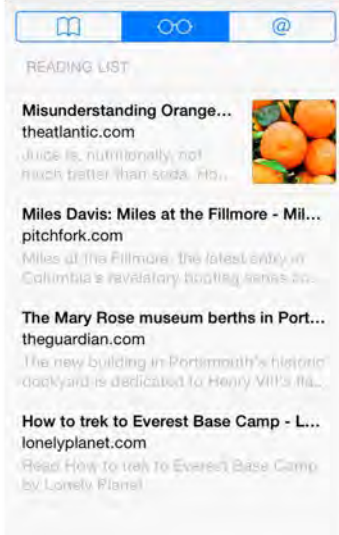 @
READING LIST
Misunderstanding Orange...
theatlantic.com
Juice is, nutritionally, not
much better than soda. Ho...
Miles Davis: Miles at the Fillmore - Mil...
pitchfork.com
Miles at the Fillmore, the latest entry in
Columbia's revelatory bootleg series co...
The Mary Rose museum berths in Port...
theguardian.com
The new building in Portsmouth's historic
dockyard is dedicated to Henry VIII's fla...
How to trek to Everest Base Camp - L...
lonelyplanet.com
Read How to trek to Everest Base Camp
by Lonely Planet